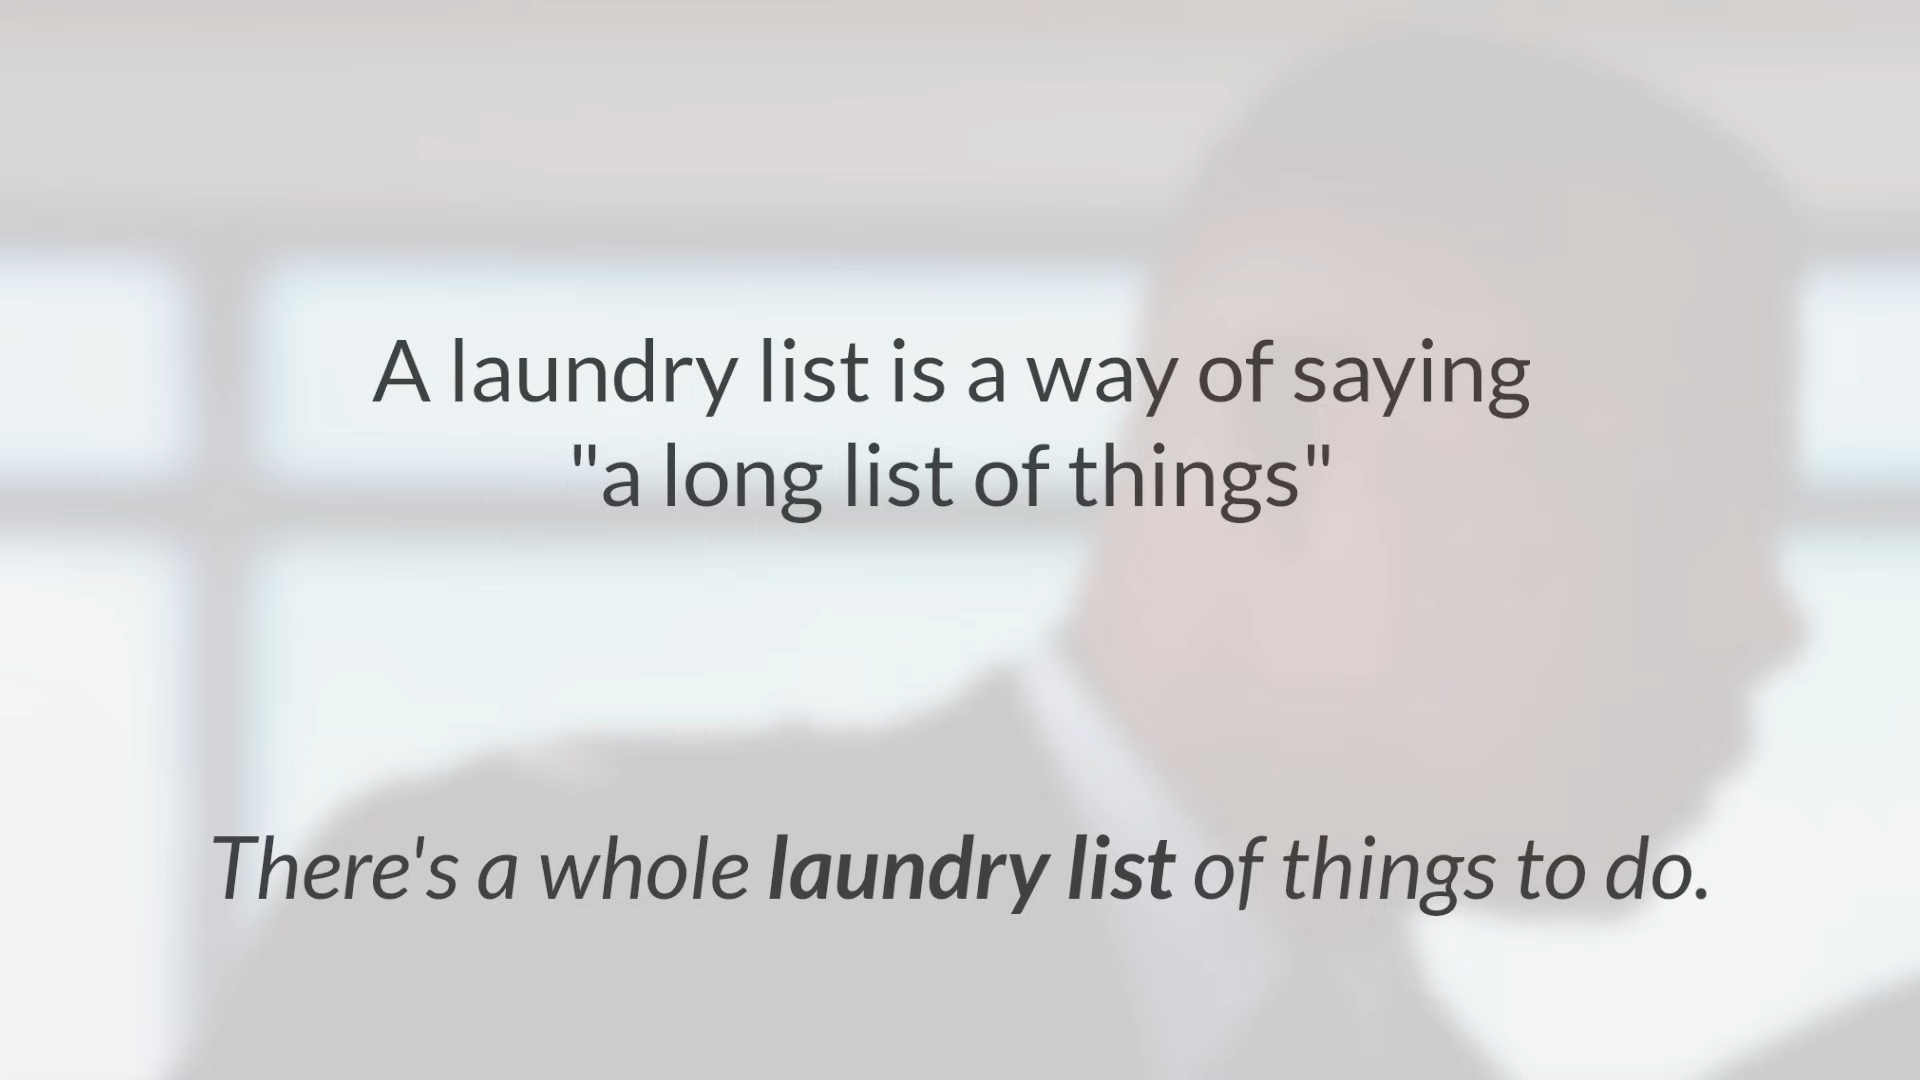 A laundry list is a way of saying
"a long list of things"
There's a whole laundry list of things to do.